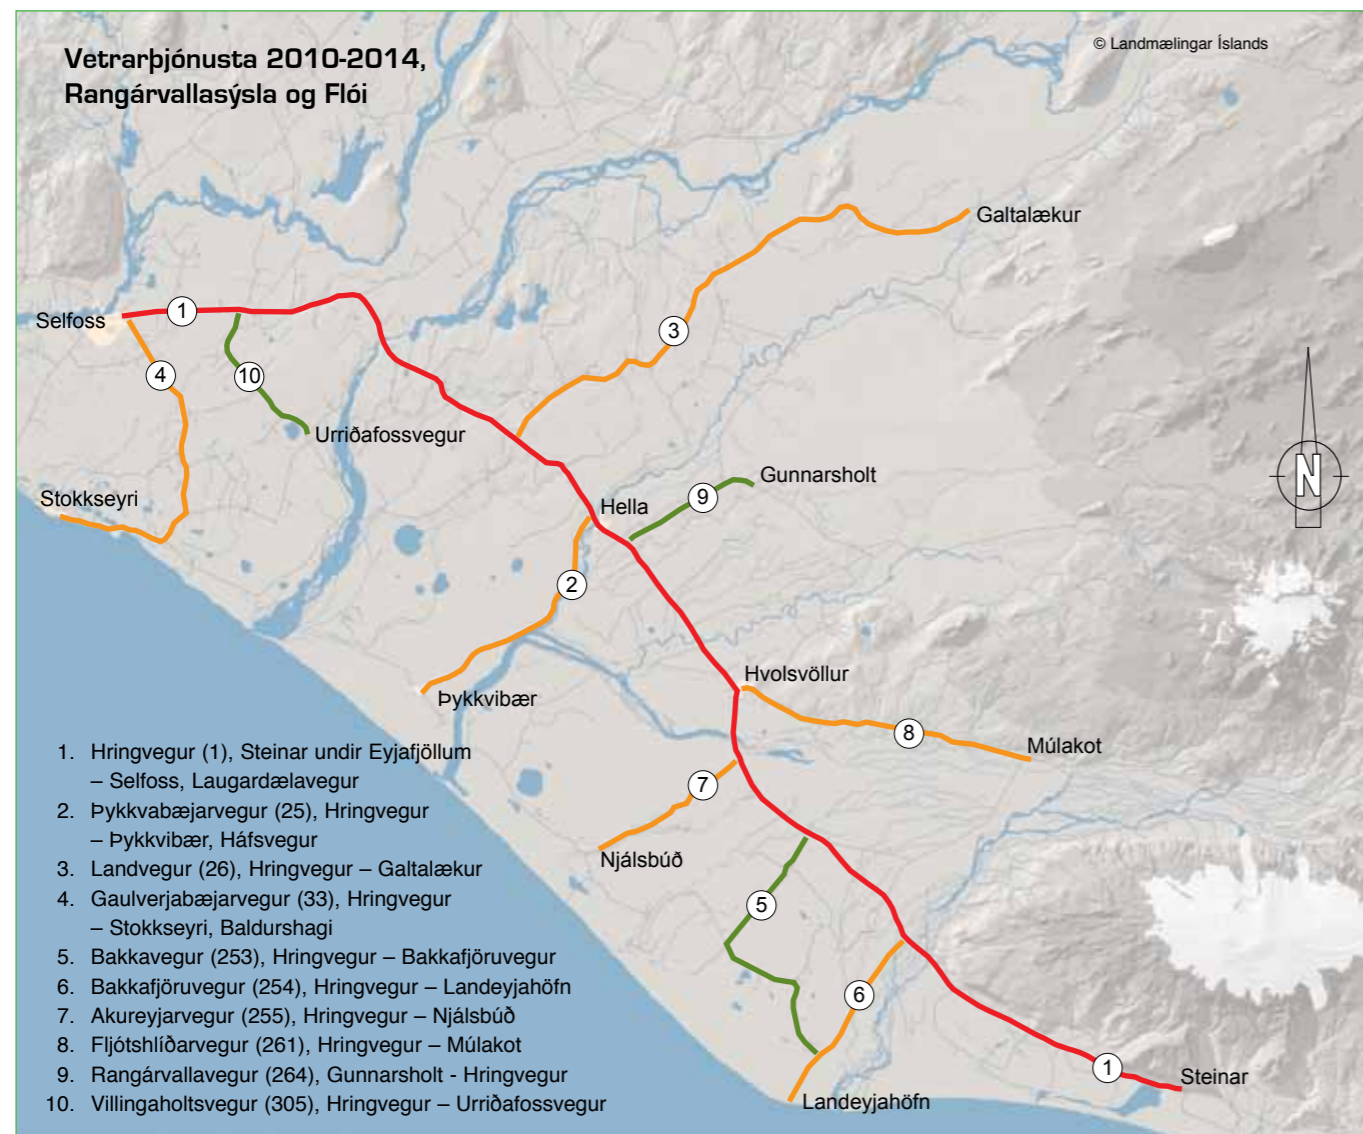 Vetrarþjónusta 2010-2014,
Rangárvallasýsla og Flói
© Landmælingar Íslands
Galtalækur
Selfoss
1
3
4
10
Urriðafossvegur
Gunnarsholt
Stokkseyri
9
Hella
N
2
Hvolsvöllur
Þykkvibær
8
Múlakot
7
Njálsbúð
5
6
1
Steinar
Landeyjahöfn
1. Hringvegur (1), Steinar undir Eyjafjöllum
– Selfoss, Laugardælavegur
2. Þykkvabæjarvegur (25), Hringvegur
– Þykkvibær, Háfsvegur
3. Landvegur (26), Hringvegur – Galtalækur
4. Gaulverjabæjarvegur (33), Hringvegur
– Stokkseyri, Baldurshagi
5. Bakkavegur (253), Hringvegur – Bakkafjöruvegur
6. Bakkafjöruvegur (254), Hringvegur – Landeyjahöfn
7. Akureyjarvegur (255), Hringvegur – Njálsbúð
8. Fljótshlíðarvegur (261), Hringvegur – Múlakot
9. Rangárvallavegur (264), Gunnarsholt - Hringvegur
10. Villingaholtsvegur (305), Hringvegur – Urriðafossvegur